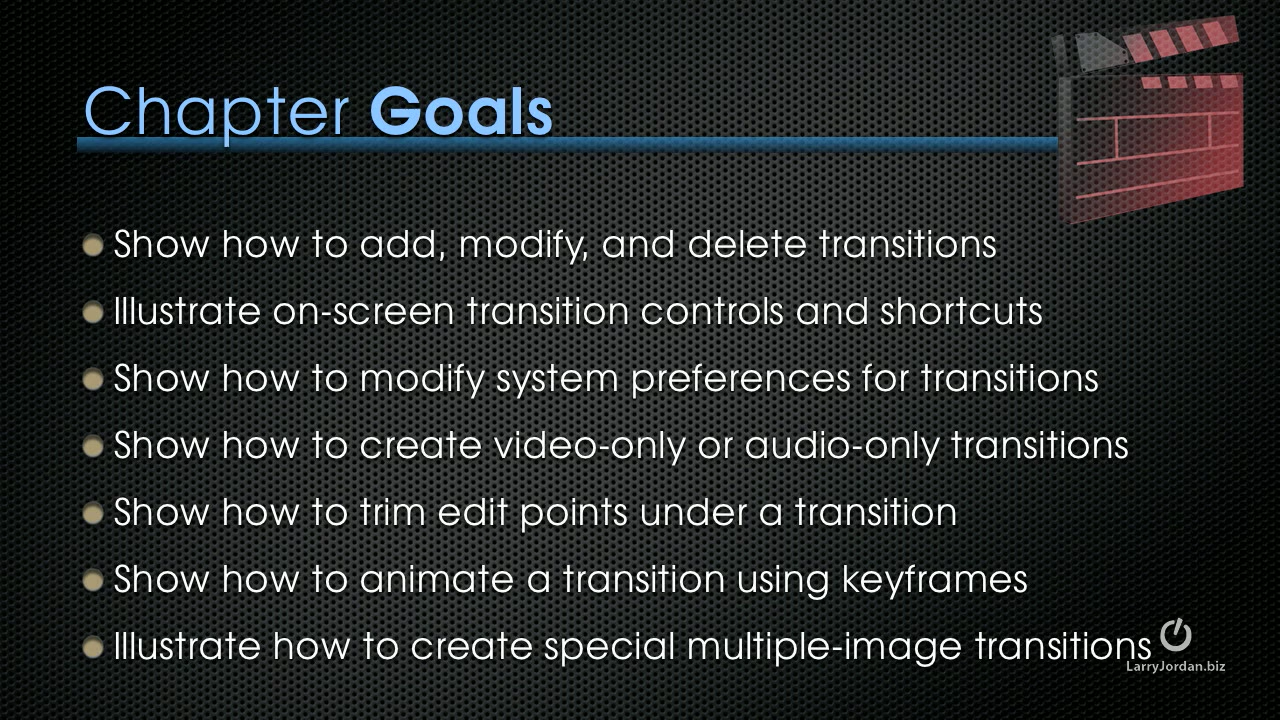 Chapter Goals
Show how to add, modify, and delete transitions
Illustrate on-screen transition controls and shortcuts
Show how to modify system preferences for transitions
Show how to create video-only or audio-only transitions
Show how to trim edit points under a transition
Show how to animate a transition using keyframes
Illustrate how to create special multiple-image transitions
LarryJordan.biz